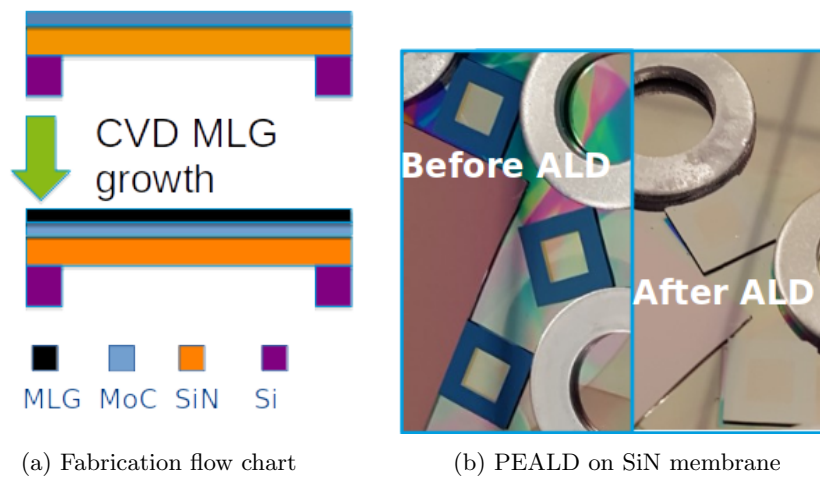 CVD MLG
growth
MLG MoC SiN Si
(a) Fabrication flow chart
Before ALD
After ALD
(b) PEALD on SiN membrane